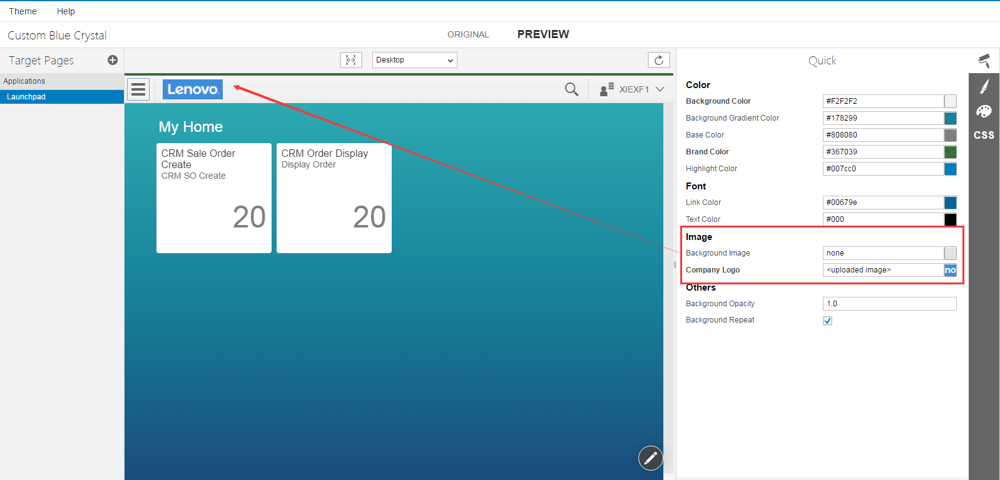 Theme Help
Custom Blue Crystal ORIGINAL PREVIEW
Target Pages
Applications
Launchpad
Desktop
Lenovo
XIEXF1
My Home
CRM Sale Order
Create
CRM SO Create
20
CRM Order Display
Display Order
20
Quick
Color
Background Color #F2F2F2
Background Gradient Color #178299
Base Color #808080
Brand Color #367039
Highlight Color #007cc0
Font
Link Color #00679e
Text Color #000
Image
Background Image none
Company Logo <uploaded image> no
Others
Background Opacity 1.0
Background Repeat
CSS